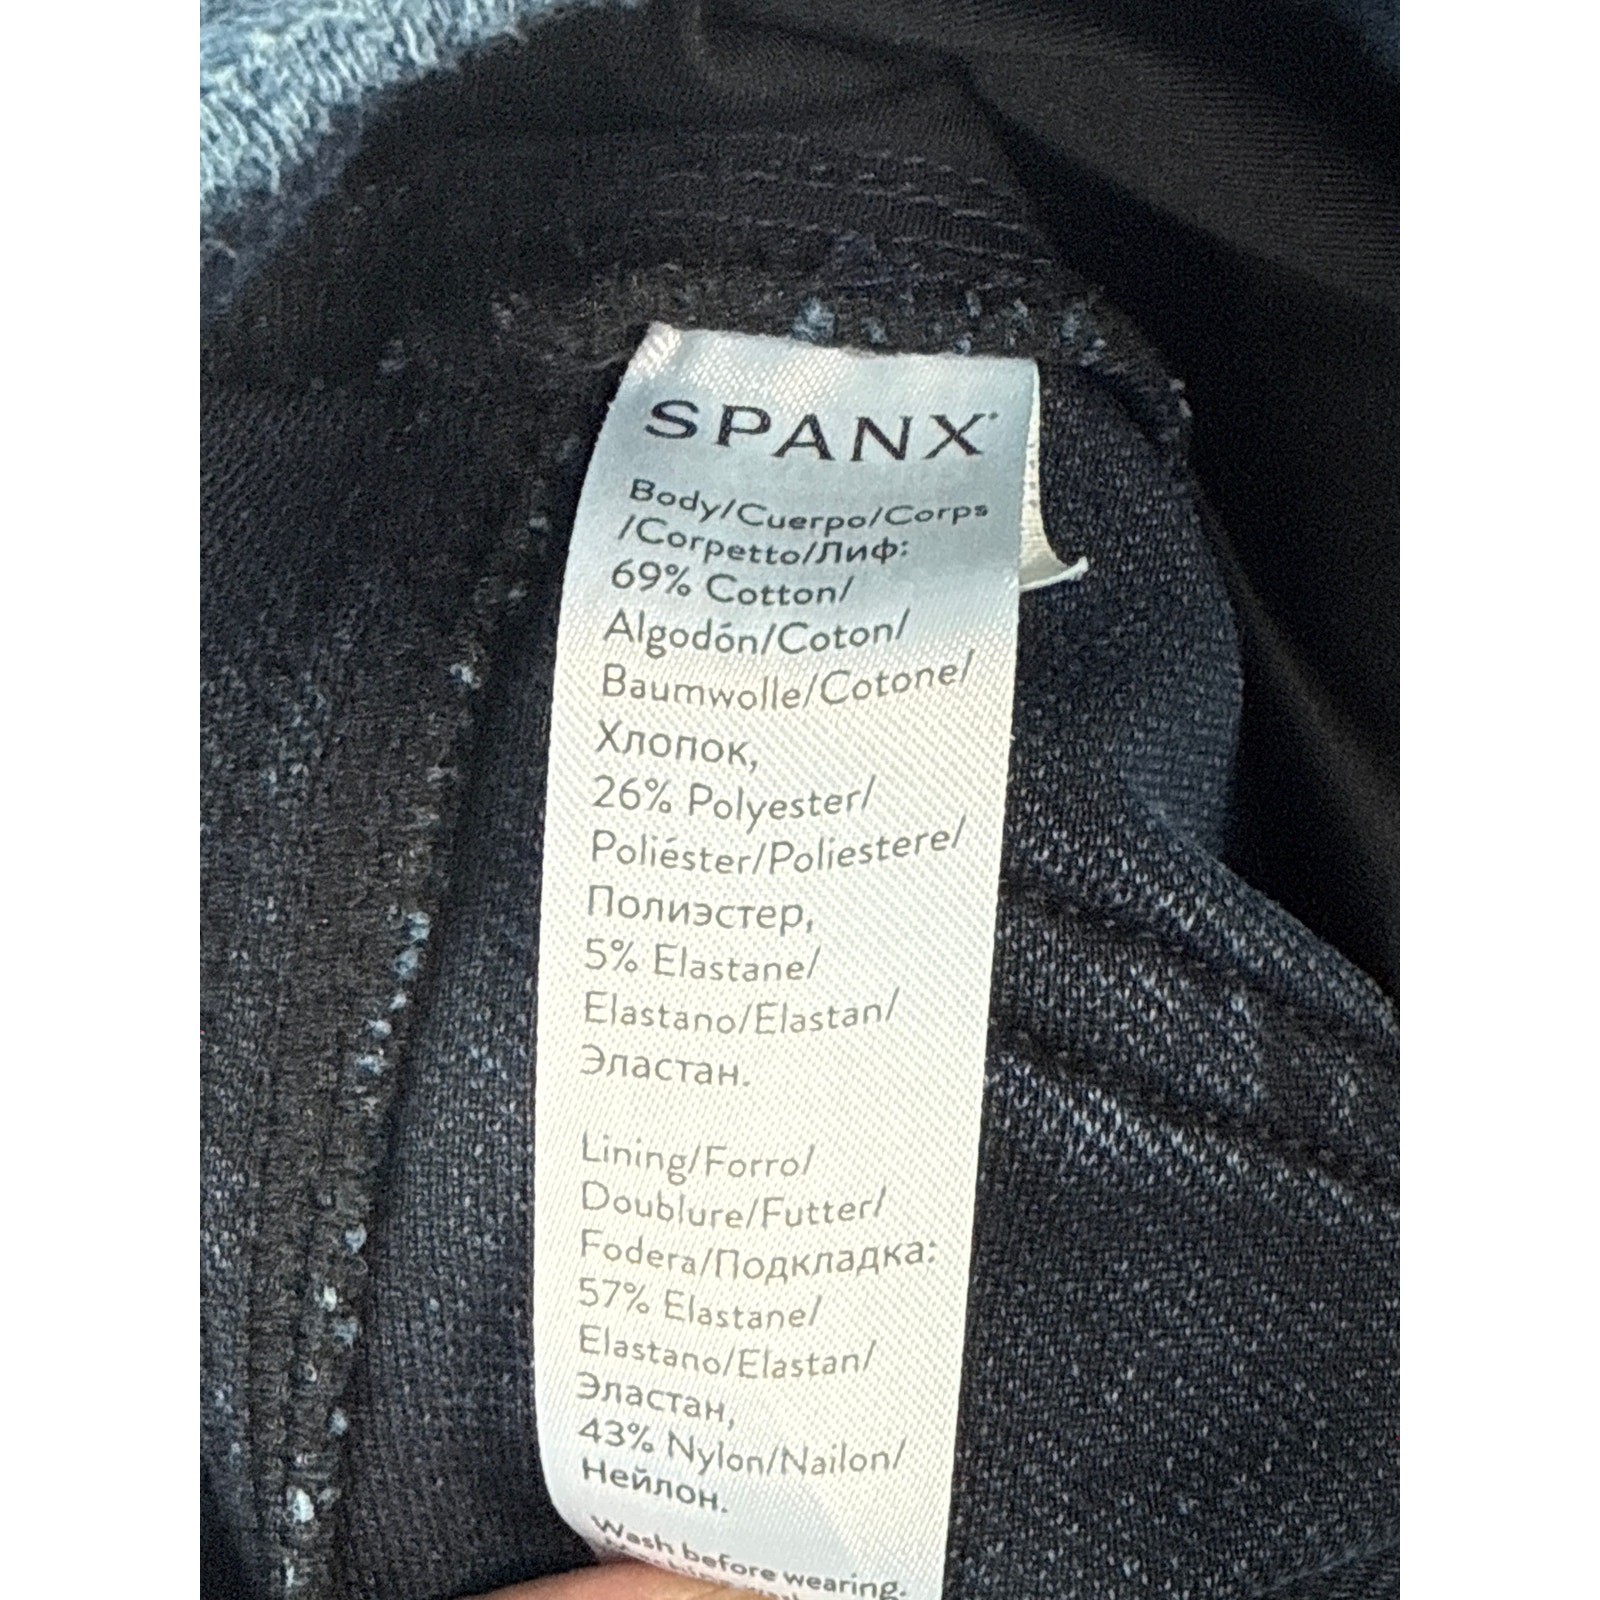 SPANX
Body/Cuerpo/Corps
/Corpetto/Лиф:
69% Cotton/
Algodón/Coton/
Baumwolle/Cotone/
Хлопок,
26% Polyester/
Poliéster/Poliestere/
Полиэстер,
5% Elastane/
Elastano/Elastan/
Эластан.
Lining/Forro/
Doublure/Futter/
Fodera/Подкладка:
57% Elastane/
Elastano/Elastan/
Эластан,
43% Nylon/Nailon/
Нейлон.
Wash before wearing.